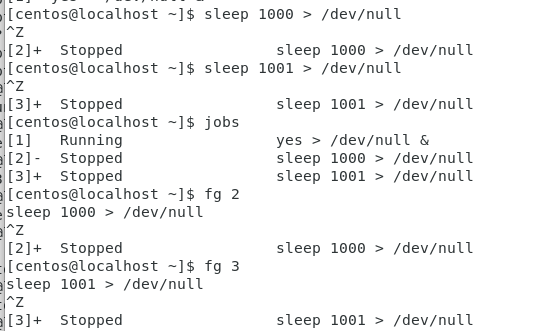 [centos@localhost ~]$ sleep 1000 > /dev/null
^Z
[2]+  Stopped                 sleep 1000 > /dev/null
[centos@localhost ~]$ sleep 1001 > /dev/null
^Z
[3]+  Stopped                 sleep 1001 > /dev/null
[centos@localhost ~]$ jobs
[1]   Running                 yes > /dev/null &
[2]-  Stopped                 sleep 1000 > /dev/null
[3]+  Stopped                 sleep 1001 > /dev/null
[centos@localhost ~]$ fg 2
sleep 1000 > /dev/null
^Z
[2]+  Stopped                 sleep 1000 > /dev/null
[centos@localhost ~]$ fg 3
sleep 1001 > /dev/null
^Z
[3]+  Stopped                 sleep 1001 > /dev/null